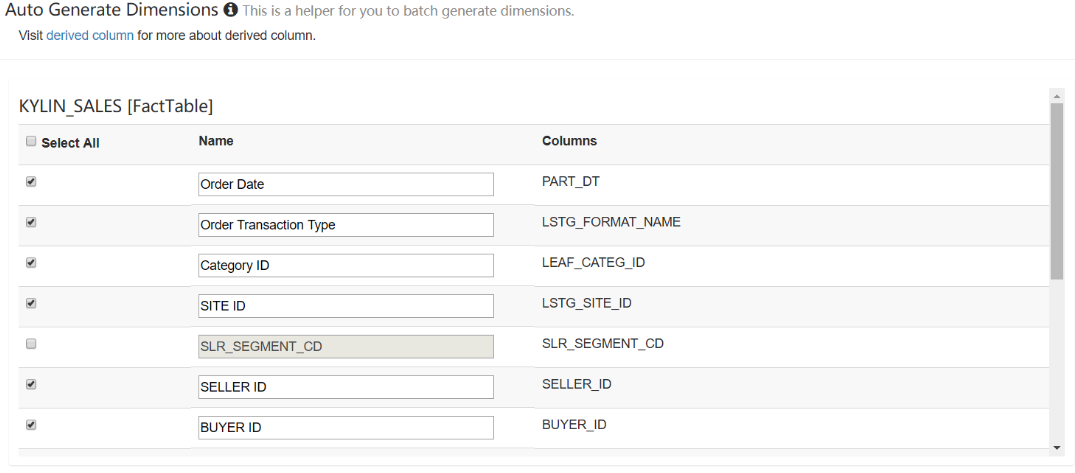 Auto Generate Dimensions This is a helper for you to batch generate dimensions.
Visit derived column for more about derived column.
KYLIN_SALES [FactTable]
Select All Name Columns
Order Date PART_DT
Order Transaction Type LSTG_FORMAT_NAME
Category ID LEAF_CATEG_ID
SITE ID LSTG_SITE_ID
SLR_SEGMENT_CD SLR_SEGMENT_CD
SELLER ID SELLER_ID
BUYER ID BUYER_ID